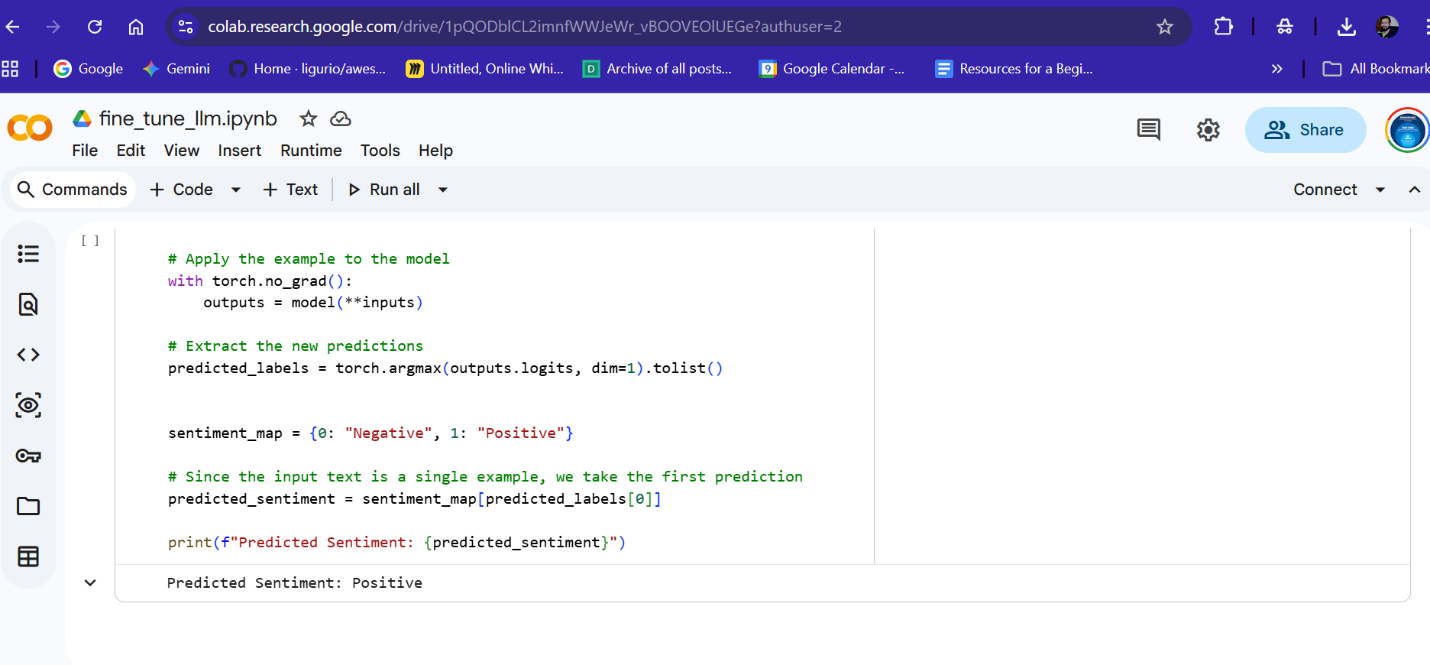 colab.research.google.com/drive/1pQODblCL2imnfWWJeWr_vBOOVEOlUEGe?authuser=2
Google Gemini Home · ligurio/awes... Untitled, Online Whi... Archive of all posts... 9 Google Calendar -... Resources for a Begi... » All Bookmark
fine_tune_llm.ipynb
File Edit View Insert Runtime Tools Help
Share
Commands + Code + Text Run all Connect
[ ]
# Apply the example to the model
with torch.no_grad():
    outputs = model(**inputs)
# Extract the new predictions
predicted_labels = torch.argmax(outputs.logits, dim=1).tolist()
sentiment_map = {0: "Negative", 1: "Positive"}
# Since the input text is a single example, we take the first prediction
predicted_sentiment = sentiment_map[predicted_labels[0]]
print(f"Predicted Sentiment: {predicted_sentiment}")
Predicted Sentiment: Positive